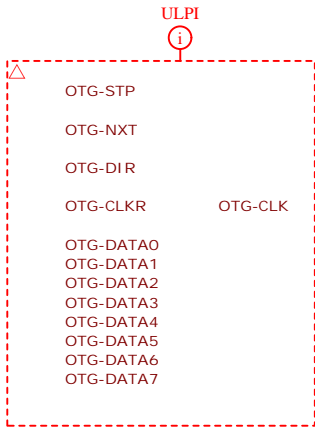 ULPI
i
OTG-STP
OTG-NXT
OTG-DIR
OTG-CLKR OTG-CLK
OTG-DATA0
OTG-DATA1
OTG-DATA2
OTG-DATA3
OTG-DATA4
OTG-DATA5
OTG-DATA6
OTG-DATA7